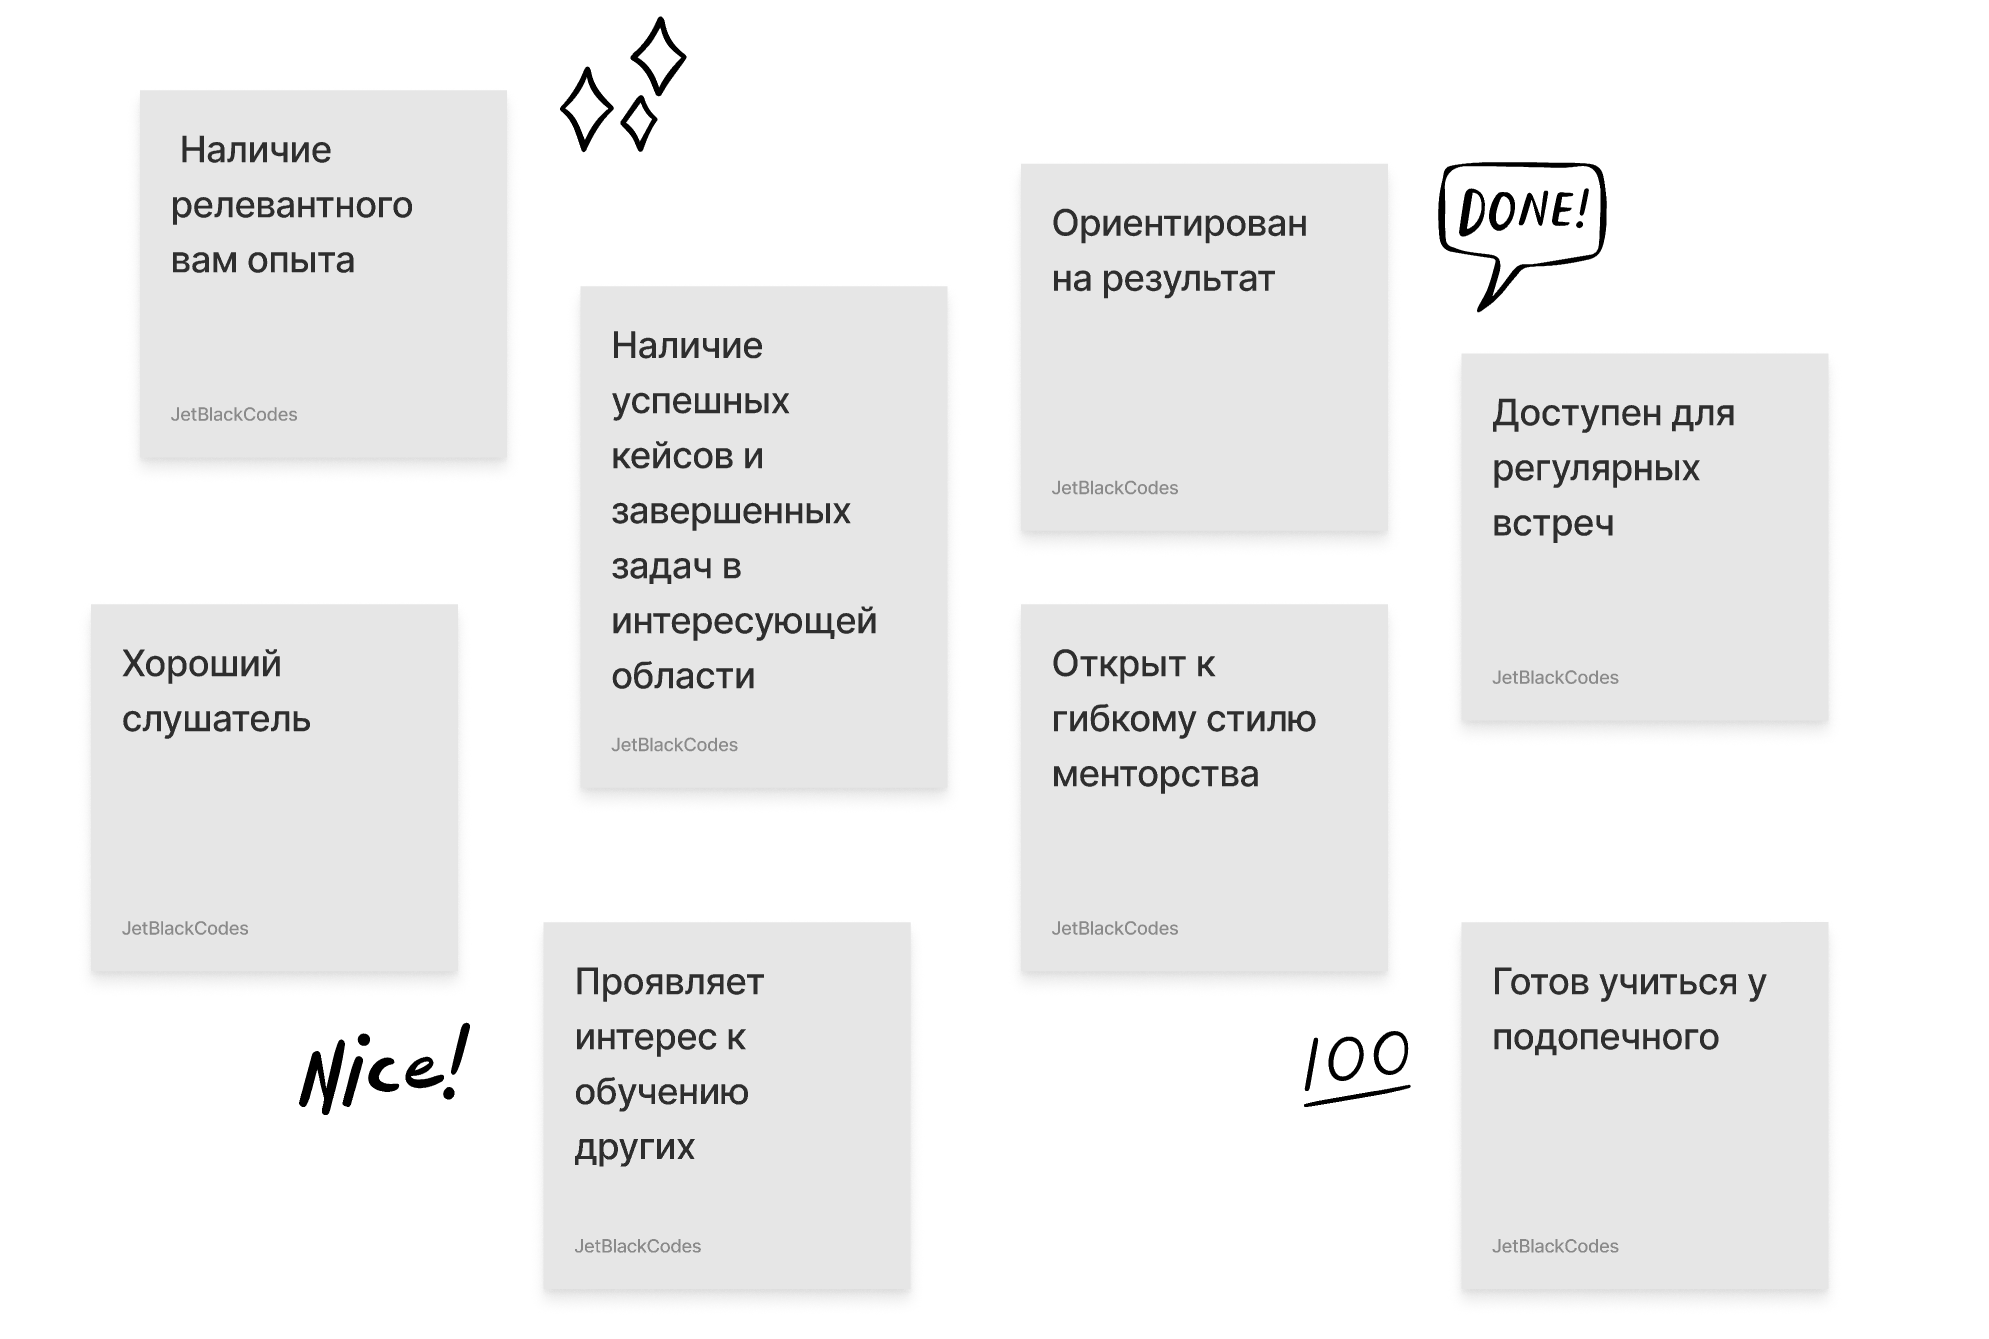 Наличие
релевантного
вам опыта
JetBlackCodes
Наличие
успешных
кейсов и
завершенных
задач в
интересующей
области
JetBlackCodes
Ориентирован
на результат
JetBlackCodes
DONE!
Доступен для
регулярных
встреч
JetBlackCodes
Хороший
слушатель
JetBlackCodes
Nice!
Проявляет
интерес к
обучению
других
JetBlackCodes
Открыт к
гибкому стилю
менторства
JetBlackCodes
100
Готов учиться у
подопечного
JetBlackCodes